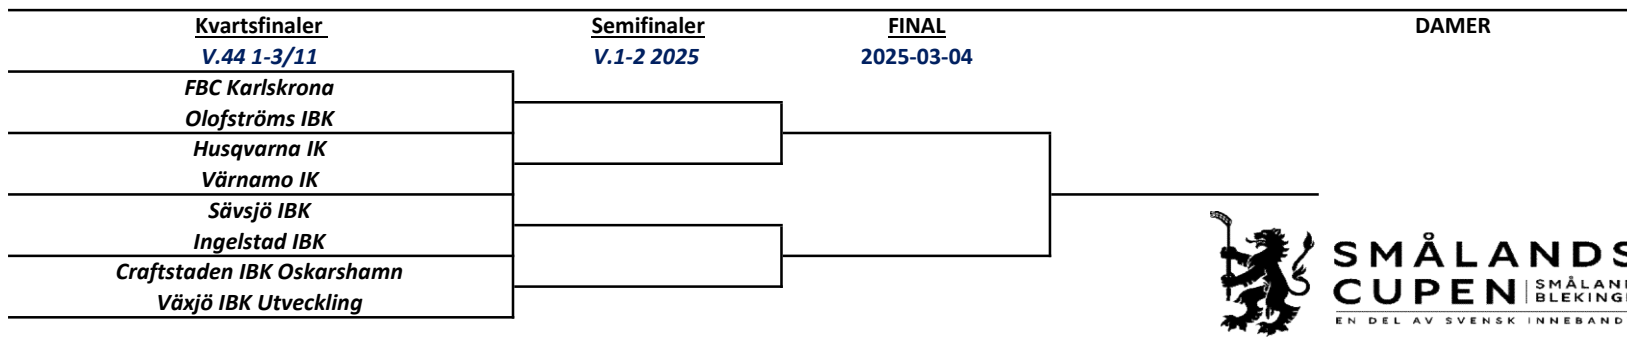 Kvartsfinaler Semifinaler FINAL DAMER
V.44 1-3/11 V.1-2 2025 2025-03-04
FBC Karlskrona
Olofströms IBK
Husqvarna IK
Värnamo IK
Sävsjö IBK
Ingelstad IBK
Craftstaden IBK Oskarshamn
Växjö IBK Utveckling
SMÅLANDS
CUPEN
SMÅLAN
BLEKING
EN DEL AV SVENSK INNEBAND